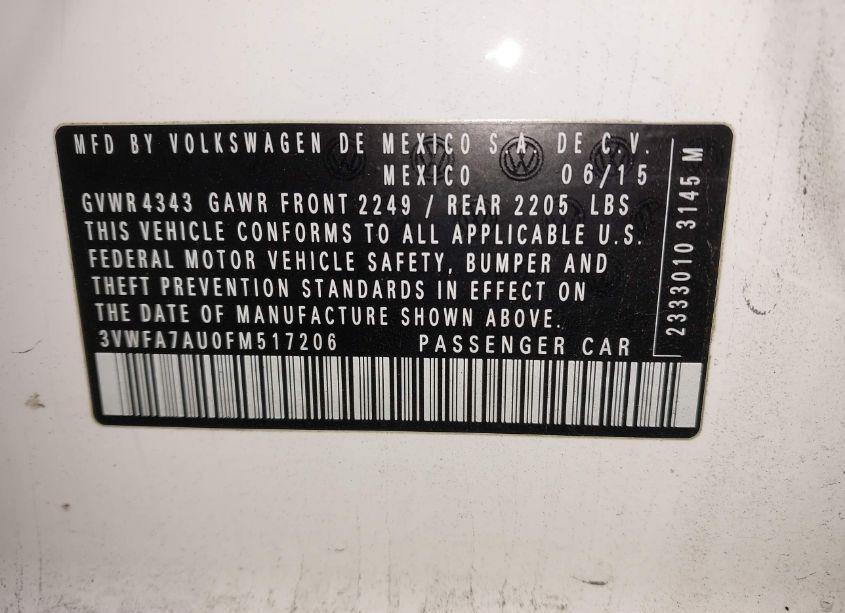 MFD BY VOLKSWAGEN DE MEXICO S.A. DE C.V.
MEXICO 06/15
GVWR 4343 GAWR FRONT 2249 / REAR 2205 LBS
THIS VEHICLE CONFORMS TO ALL APPLICABLE U.S.
FEDERAL MOTOR VEHICLE SAFETY, BUMPER AND
THEFT PREVENTION STANDARDS IN EFFECT ON
THE DATE OF MANUFACTURE SHOWN ABOVE.
3VWFA7AU0FM517206 PASSENGER CAR
2333010 3145 M